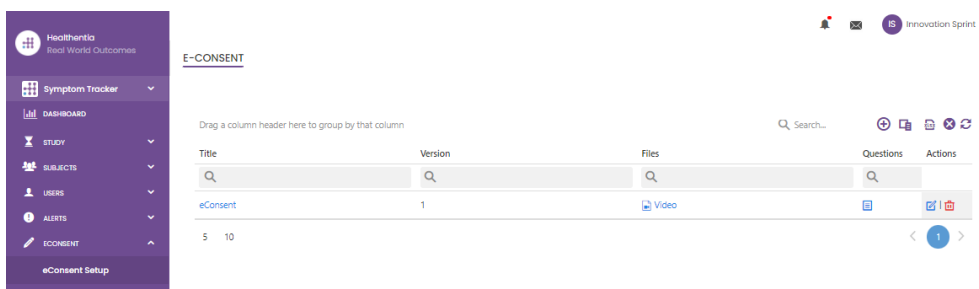 Healthentia
Real World Outcomes
IS Innovation Sprint
E-CONSENT
Symptom Tracker
DASHBOARD
STUDY
SUBJECTS
USERS
ALERTS
ECONSENT
eConsent Setup
Drag a column header here to group by that column
Search...
Title Version Files Questions Actions
eConsent 1 Video
5 10
1